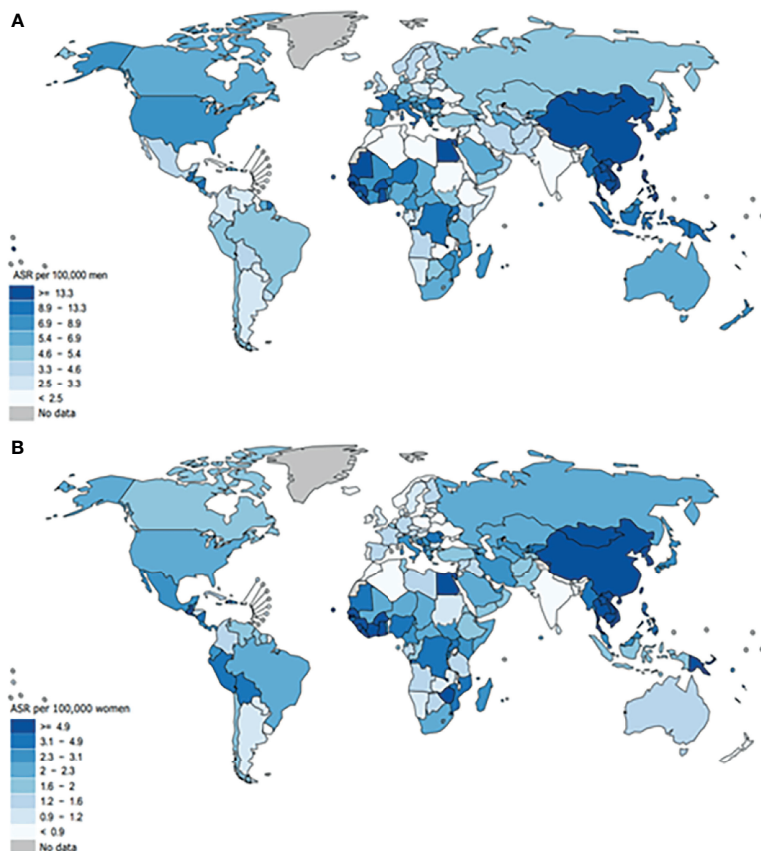 A
ASR per 100,000 men
>= 13.3
8.9 – 13.3
6.9 – 8.9
5.4 – 6.9
4.6 – 5.4
3.3 – 4.6
2.5 – 3.3
< 2.5
No data
B
ASR per 100,000 women
>= 4.9
3.1 – 4.9
2.3 – 3.1
2 – 2.3
1.6 – 2
1.2 – 1.6
0.9 – 1.2
< 0.9
No data